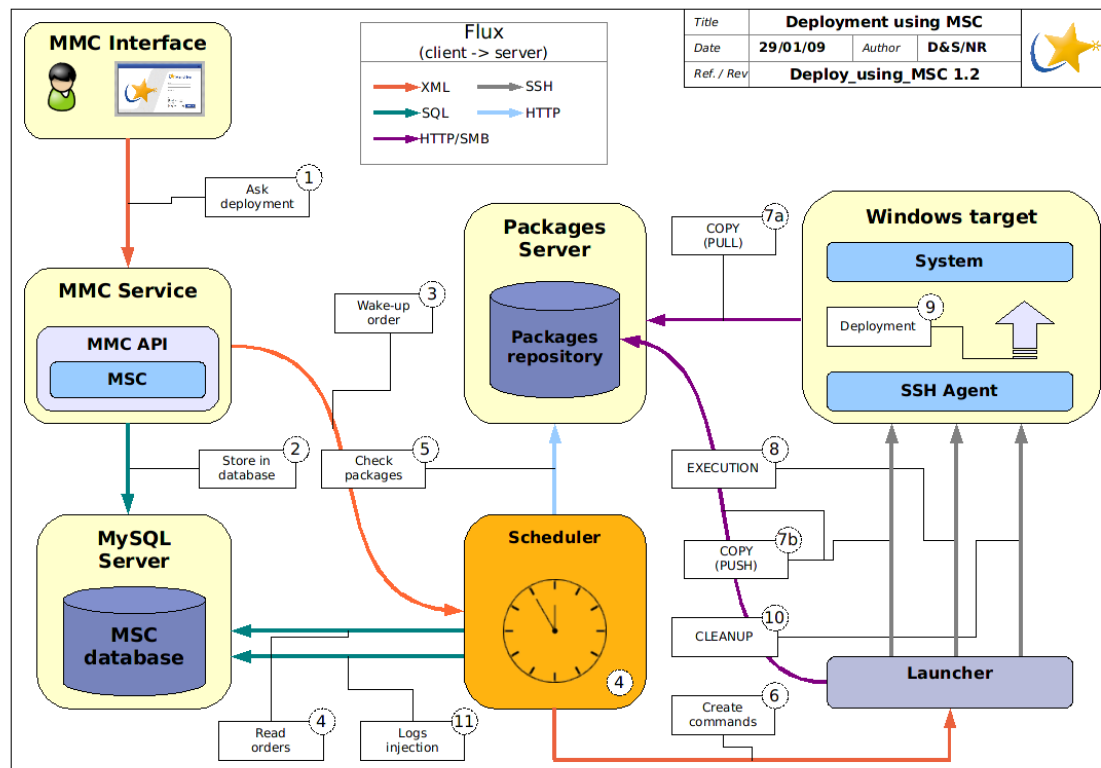 MMC Interface
Flux
(client -> server)
XML
SSH
SQL
HTTP
HTTP/SMB
Title
Deployment using MSC
Date
29/01/09
Author
D&S/NR
Ref. / Rev
Deploy_using_MSC 1.2
1
Ask
deployment
MMC Service
MMC API
MSC
3
Wake-up
order
Packages
Server
Packages
repository
7a
COPY
(PULL)
Windows target
System
9
Deployment
SSH Agent
2
Store in
database
5
Check
packages
8
EXECUTION
MySQL
Server
MSC
database
Scheduler
4
7b
COPY
(PUSH)
10
CLEANUP
Launcher
4
Read
orders
11
Logs
injection
6
Create
commands